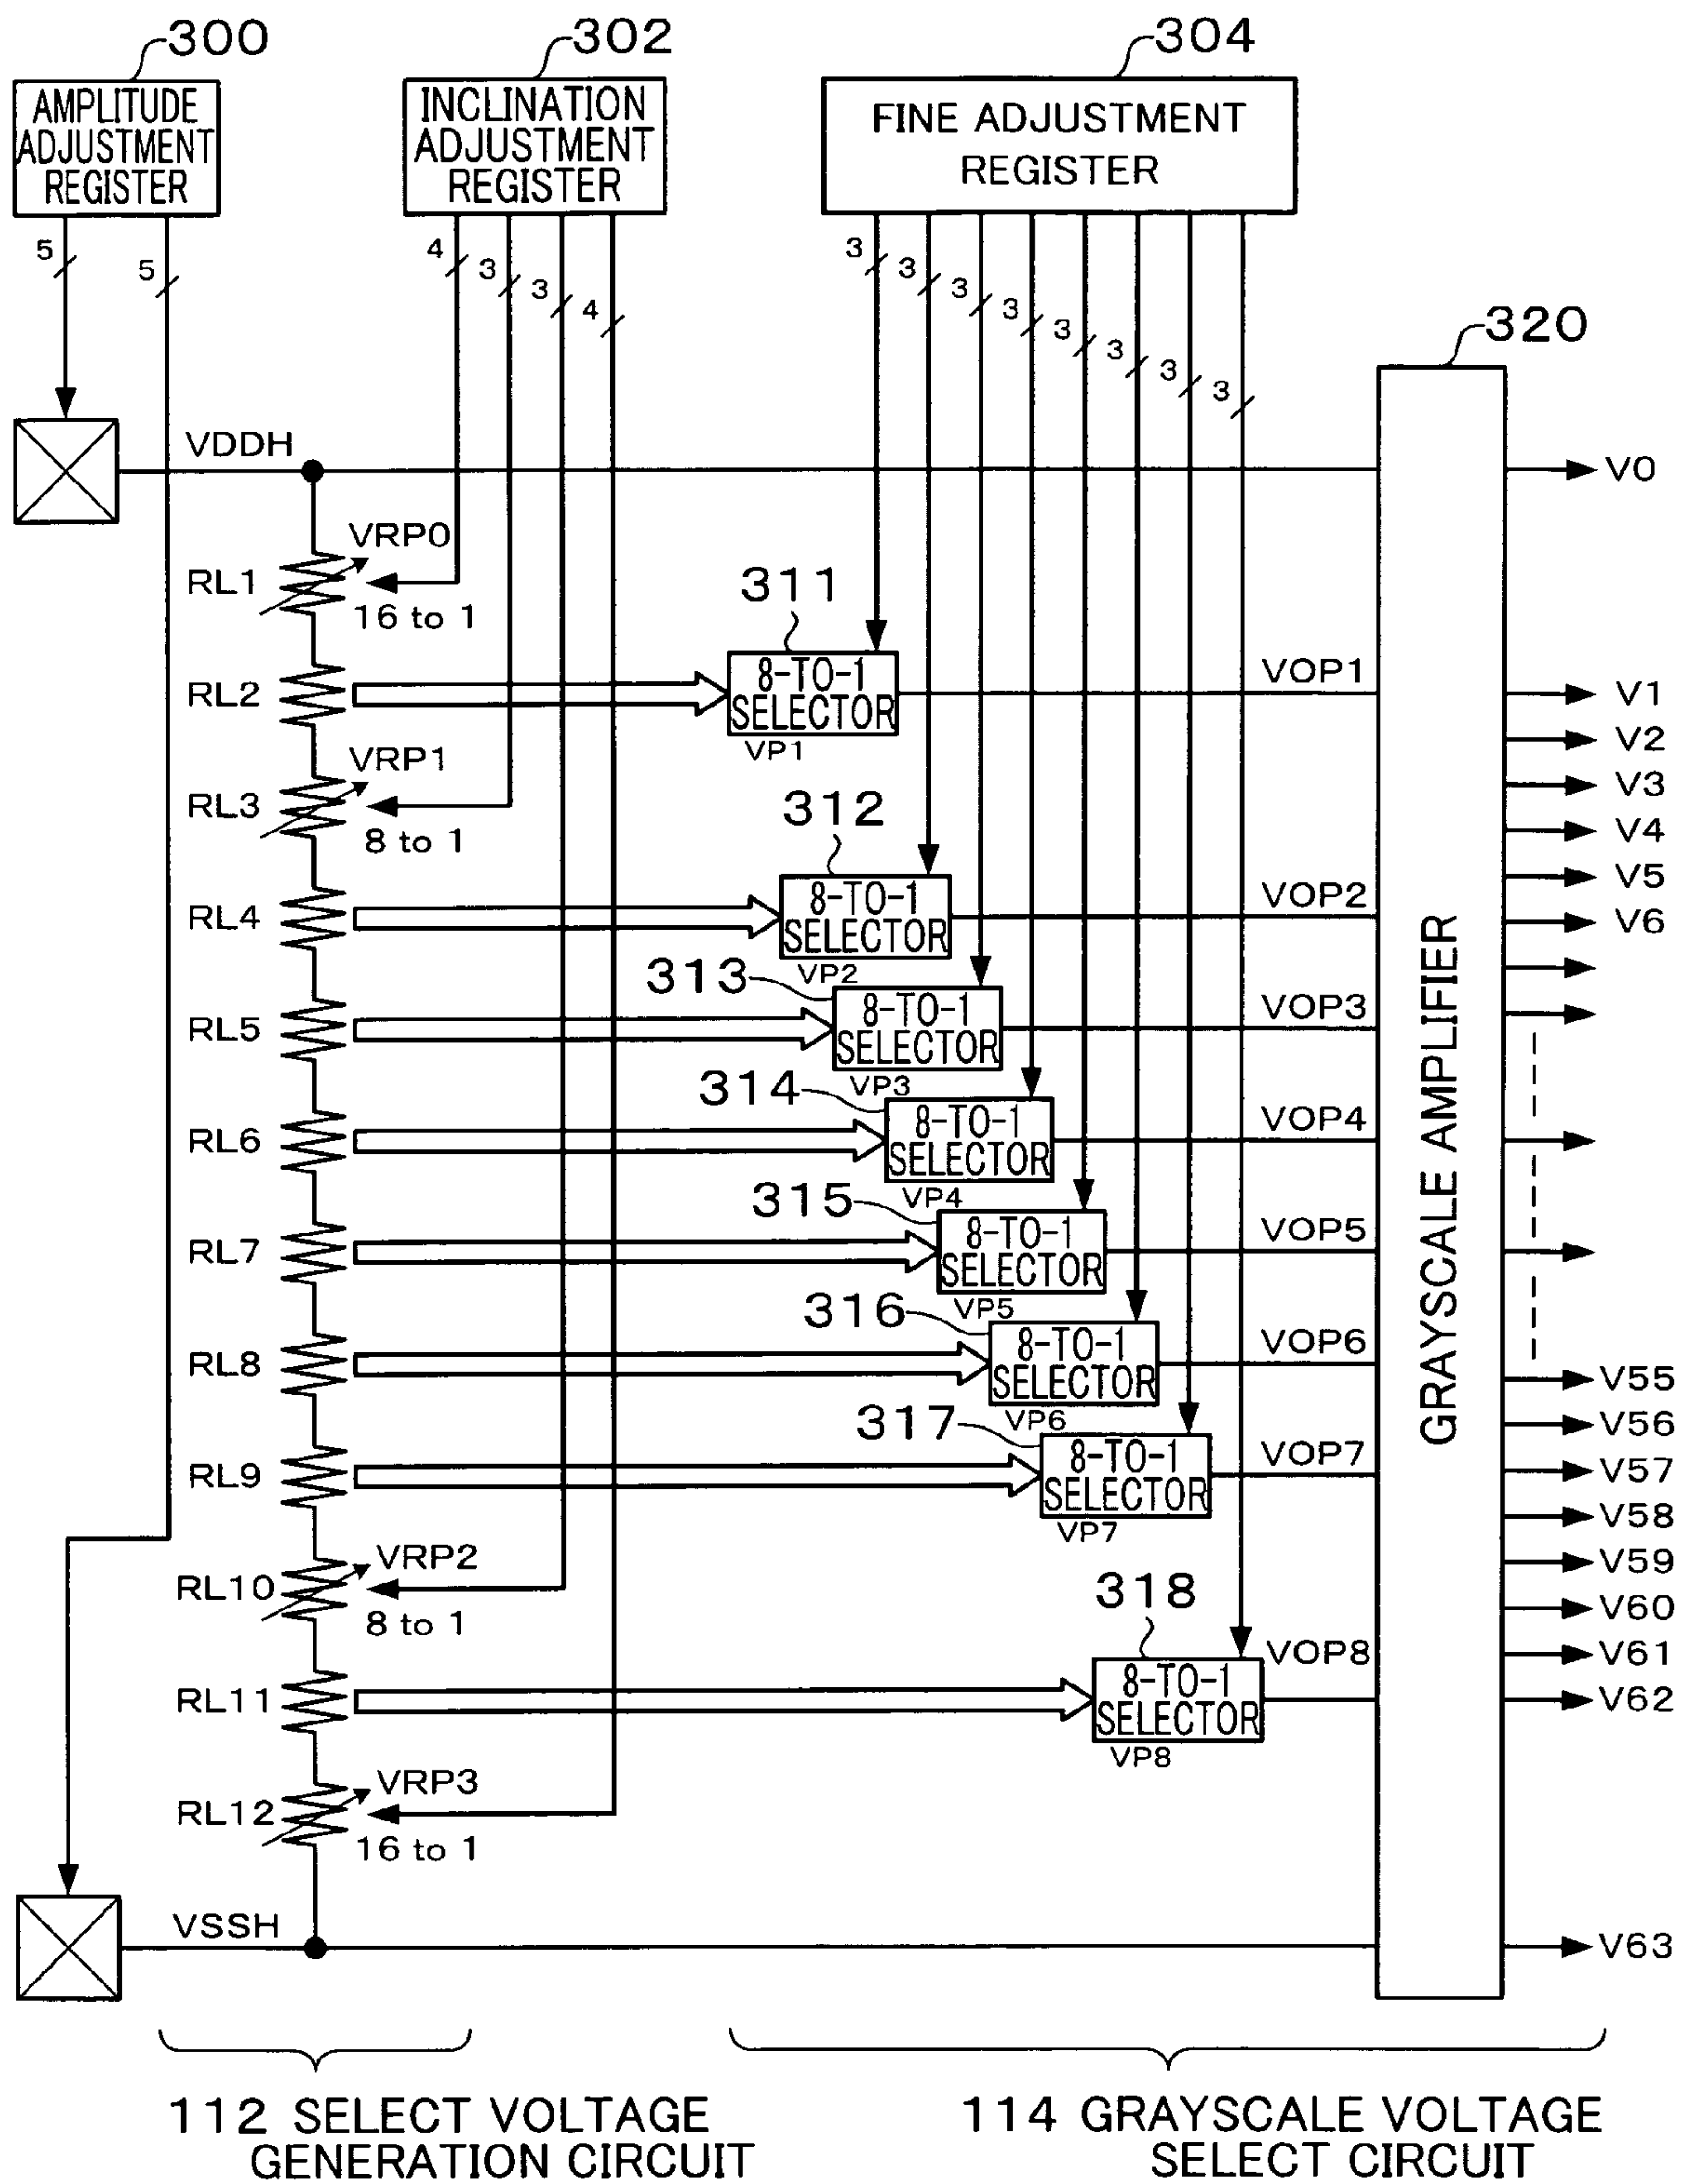 300
302
304
AMPLITUDE
ADJUSTMENT
REGISTER
INCLINATION
ADJUSTMENT
REGISTER
FINE ADJUSTMENT
REGISTER
5
5
4
3
3
4
3
3
3
3
3
3
3
3
320
VDDH
V0
VRP0
RL1
16 to 1
311
8-TO-1
SELECTOR
VP1
VOP1
RL2
V1
V2
VRP1
RL3
8 to 1
V3
312
V4
8-TO-1
SELECTOR
VP2
VOP2
RL4
V5
V6
313
8-TO-1
SELECTOR
VP3
VOP3
RL5
314
8-TO-1
SELECTOR
VP4
VOP4
RL6
315
8-TO-1
SELECTOR
VP5
VOP5
RL7
316
8-TO-1
SELECTOR
VP6
VOP6
RL8
V55
V56
317
8-TO-1
SELECTOR
VP7
VOP7
RL9
V57
V58
VRP2
RL10
8 to 1
V59
V60
318
8-TO-1
SELECTOR
VP8
VOP8
RL11
V61
V62
VRP3
RL12
16 to 1
GRAYSCALE AMPLIFIER
VSSH
V63
112 SELECT VOLTAGE
GENERATION CIRCUIT
114 GRAYSCALE VOLTAGE
SELECT CIRCUIT